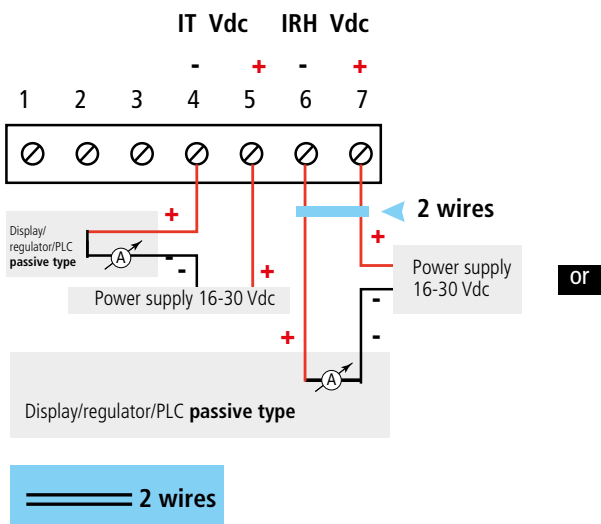 IT Vdc IRH Vdc
- + - +
1 2 3 4 5 6 7
2 wires
+
Display/
regulator/PLC
passive type
A
-
-
+
Power supply 16-30 Vdc
+
Power supply
16-30 Vdc
-
-
or
+
A
Display/regulator/PLC passive type
2 wires